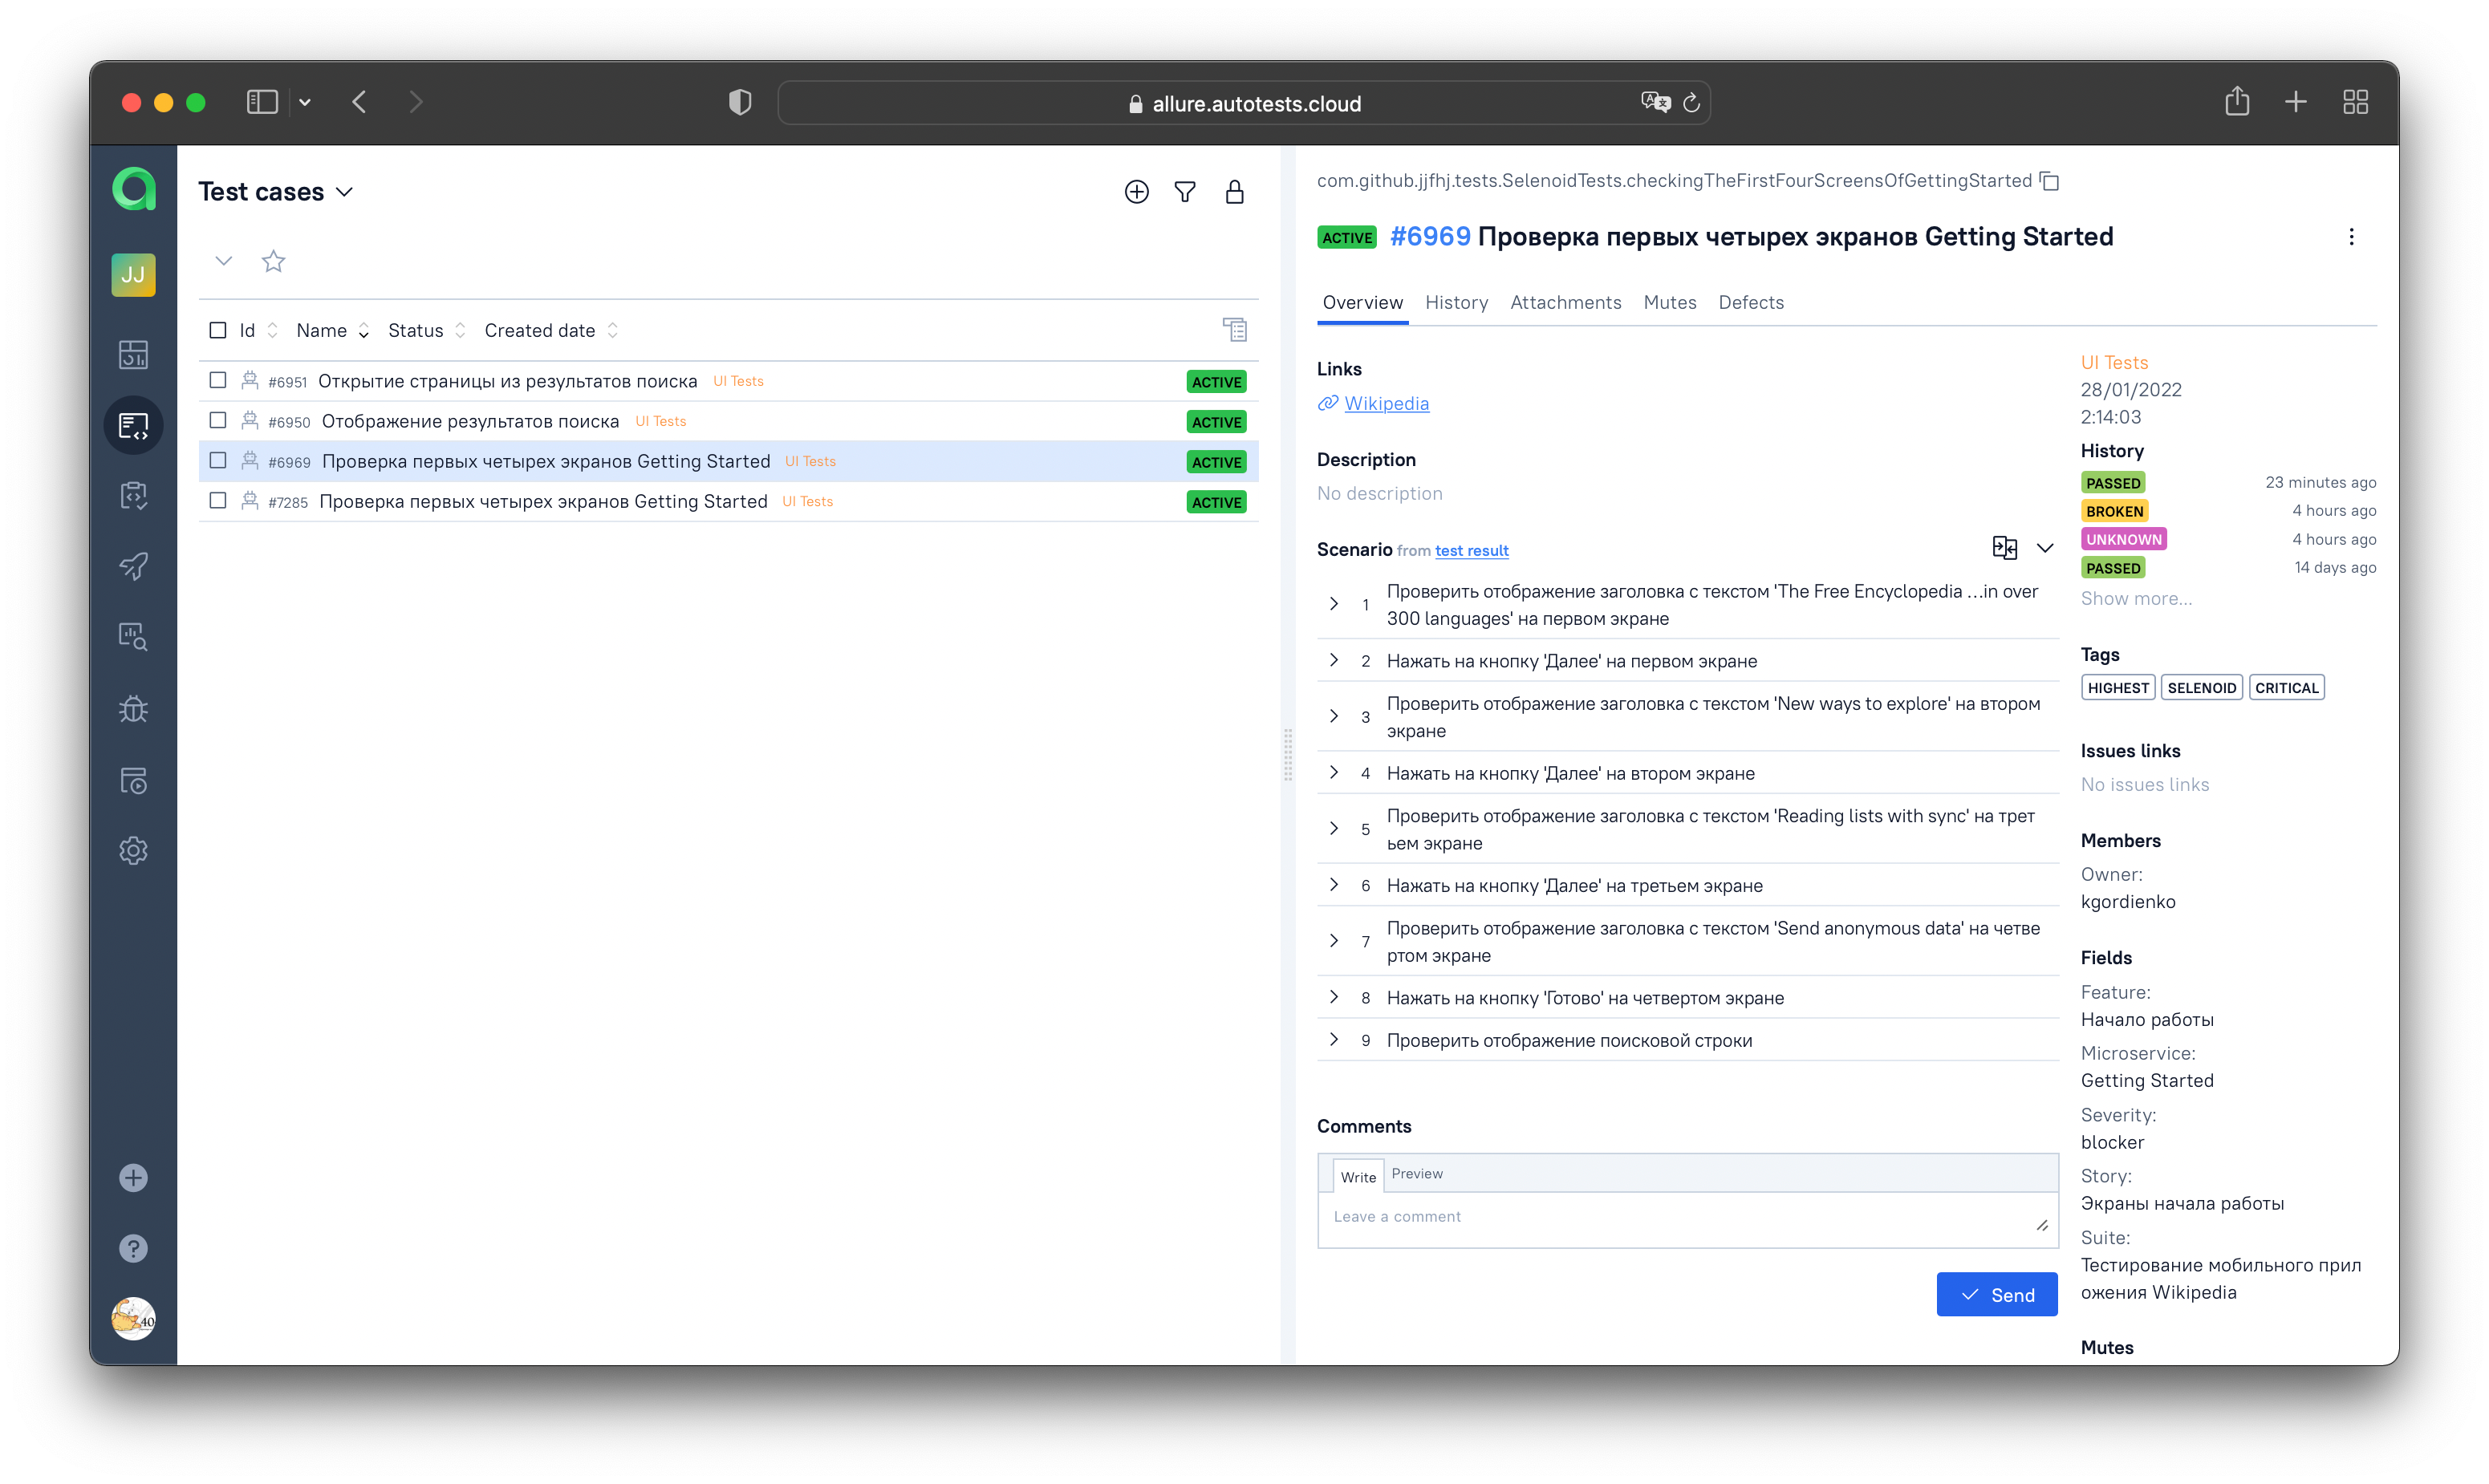 allure.autotests.cloud
JJ
Test cases
Id Name Status Created date
#6951 Открытие страницы из результатов поиска UI Tests ACTIVE
#6950 Отображение результатов поиска UI Tests ACTIVE
#6969 Проверка первых четырех экранов Getting Started UI Tests ACTIVE
#7285 Проверка первых четырех экранов Getting Started UI Tests ACTIVE
com.github.jjfhj.tests.SelenoidTests.checkingTheFirstFourScreensOfGettingStarted
ACTIVE #6969 Проверка первых четырех экранов Getting Started
Overview History Attachments Mutes Defects
Links
Wikipedia
Description
No description
Scenario from test result
1 Проверить отображение заголовка с текстом 'The Free Encyclopedia …in over
300 languages' на первом экране
2 Нажать на кнопку 'Далее' на первом экране
3 Проверить отображение заголовка с текстом 'New ways to explore' на втором
экране
4 Нажать на кнопку 'Далее' на втором экране
5 Проверить отображение заголовка с текстом 'Reading lists with sync' на трет
ьем экране
6 Нажать на кнопку 'Далее' на третьем экране
7 Проверить отображение заголовка с текстом 'Send anonymous data' на четве
ртом экране
8 Нажать на кнопку 'Готово' на четвертом экране
9 Проверить отображение поисковой строки
Comments
Write Preview
Leave a comment
Send
UI Tests
28/01/2022
2:14:03
History
PASSED 23 minutes ago
BROKEN 4 hours ago
UNKNOWN 4 hours ago
PASSED 14 days ago
Show more...
Tags
HIGHEST SELENOID CRITICAL
Issues links
No issues links
Members
Owner:
kgordienko
Fields
Feature:
Начало работы
Microservice:
Getting Started
Severity:
blocker
Story:
Экраны начала работы
Suite:
Тестирование мобильного прил
ожения Wikipedia
Mutes
40